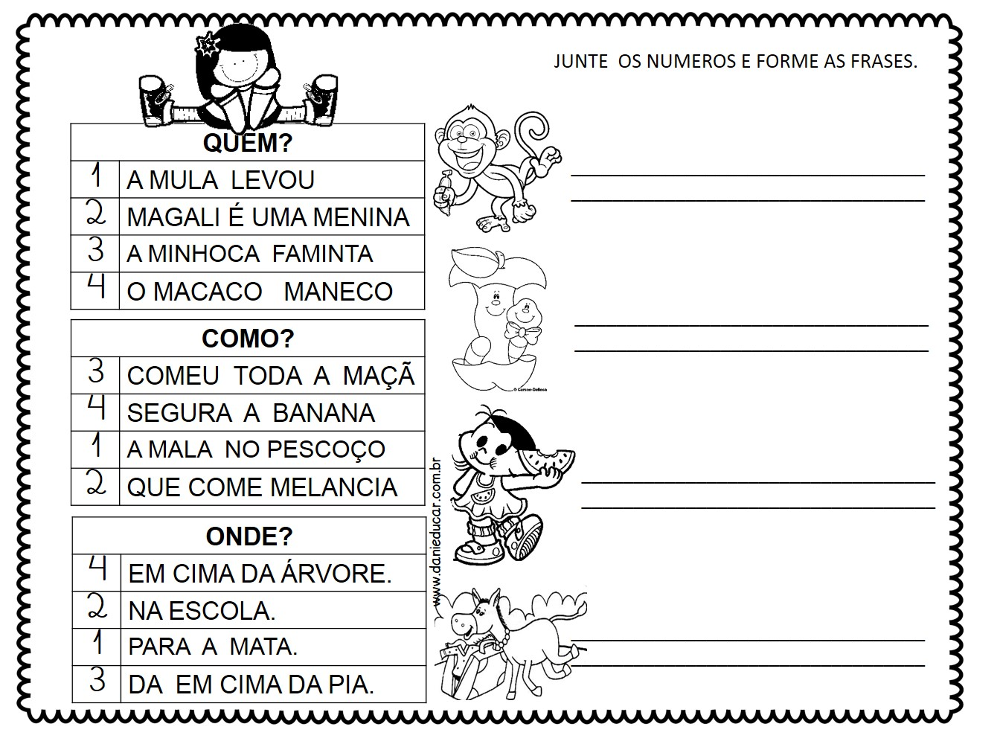 JUNTE  OS NUMEROS E FORME AS FRASES.
QUEM?
1 A MULA  LEVOU
2 MAGALI É UMA MENINA
3 A MINHOCA  FAMINTA
4 O MACACO   MANECO
COMO?
3 COMEU  TODA  A  MAÇÃ
4 SEGURA  A  BANANA
1 A MALA  NO PESCOÇO
2 QUE COME MELANCIA
ONDE?
4 EM CIMA DA ÁRVORE.
2 NA ESCOLA.
1 PARA  A  MATA.
3 DA  EM CIMA DA PIA.
© Carson-Dellosa
www.danieducar.com.br